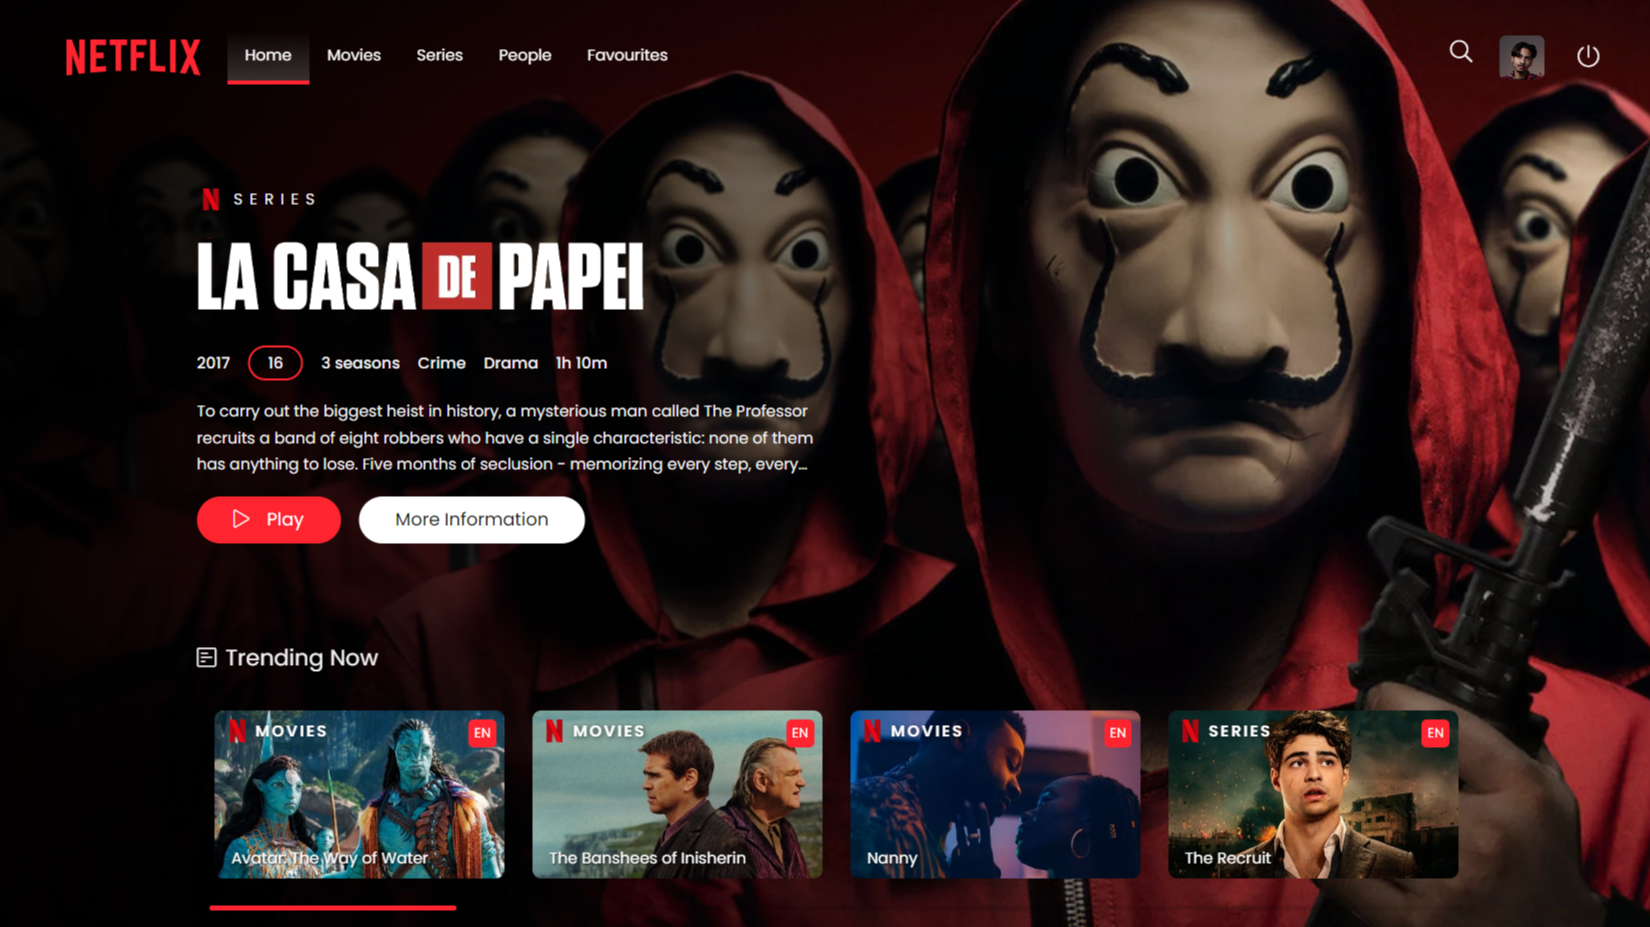 NETFLIX Home Movies Series People Favourites
N SERIES
LA CASA DE PAPEl
2017 16 3 seasons Crime Drama 1h 10m
To carry out the biggest heist in history, a mysterious man called The Professor
recruits a band of eight robbers who have a single characteristic: none of them
has anything to lose. Five months of seclusion - memorizing every step, every...
Play More Information
Trending Now
N MOVIES EN
Avatar: The Way of Water
N MOVIES EN
The Banshees of Inisherin
N MOVIES EN
Nanny
N SERIES EN
The Recruit